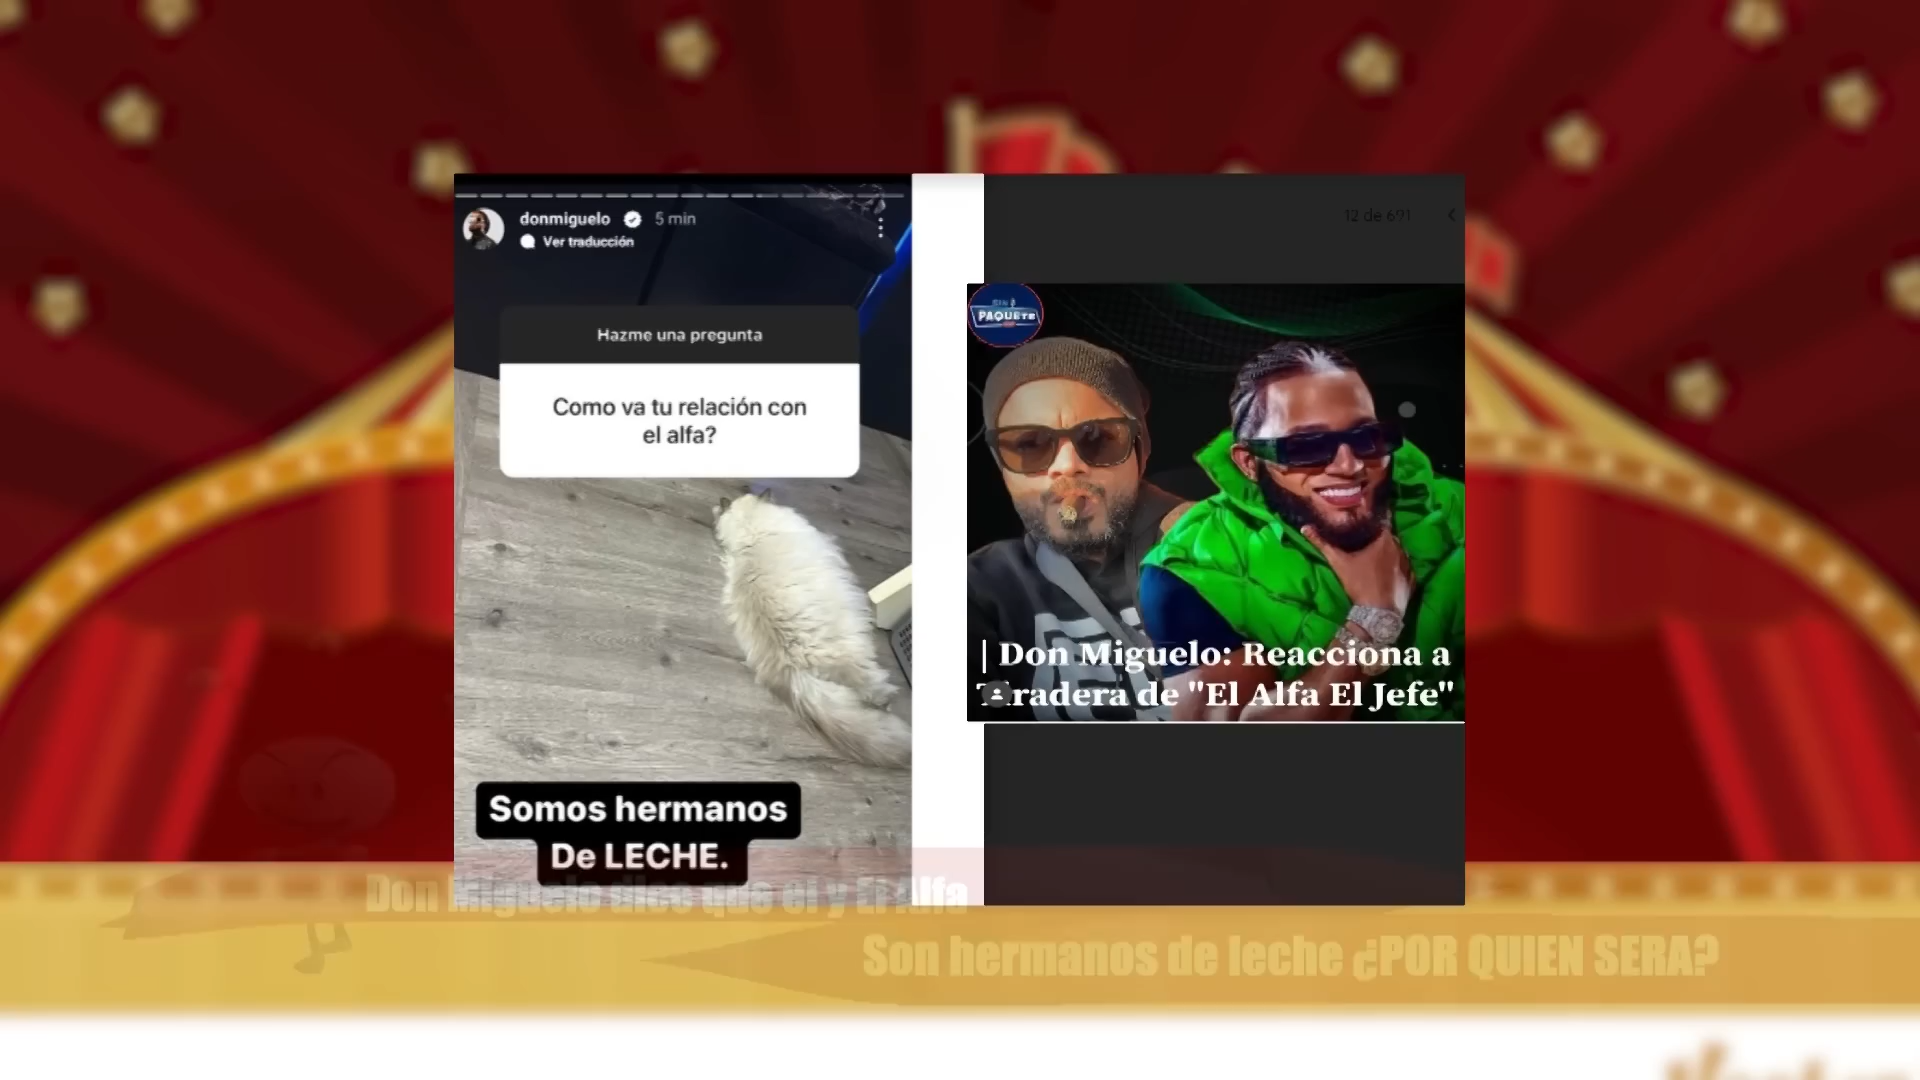 donmiguelo 5 min
Ver traducción
Hazme una pregunta
Como va tu relación con
el alfa?
Somos hermanos
De LECHE.
12 de 691
PAQUETE
| Don Miguelo: Reacciona a
Tiradera de "El Alfa El Jefe"
Don Miguelo dice que el y El Alfa
Son hermanos de leche ¿POR QUIEN SERA?